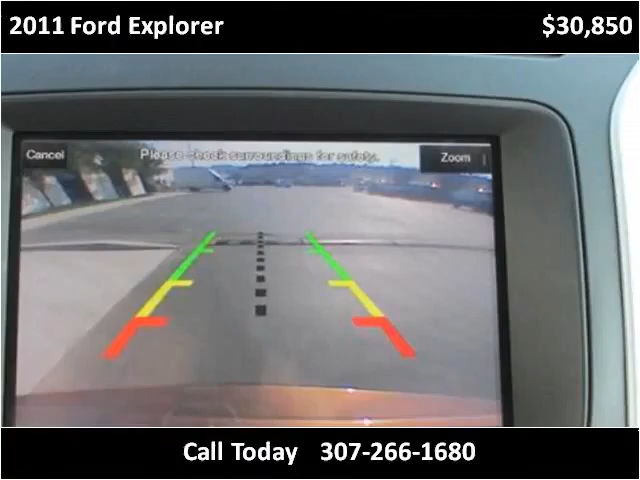 2011 Ford Explorer
$30,850
Cancel
Please check surroundings for safety.
Zoom
Call Today 307-266-1680